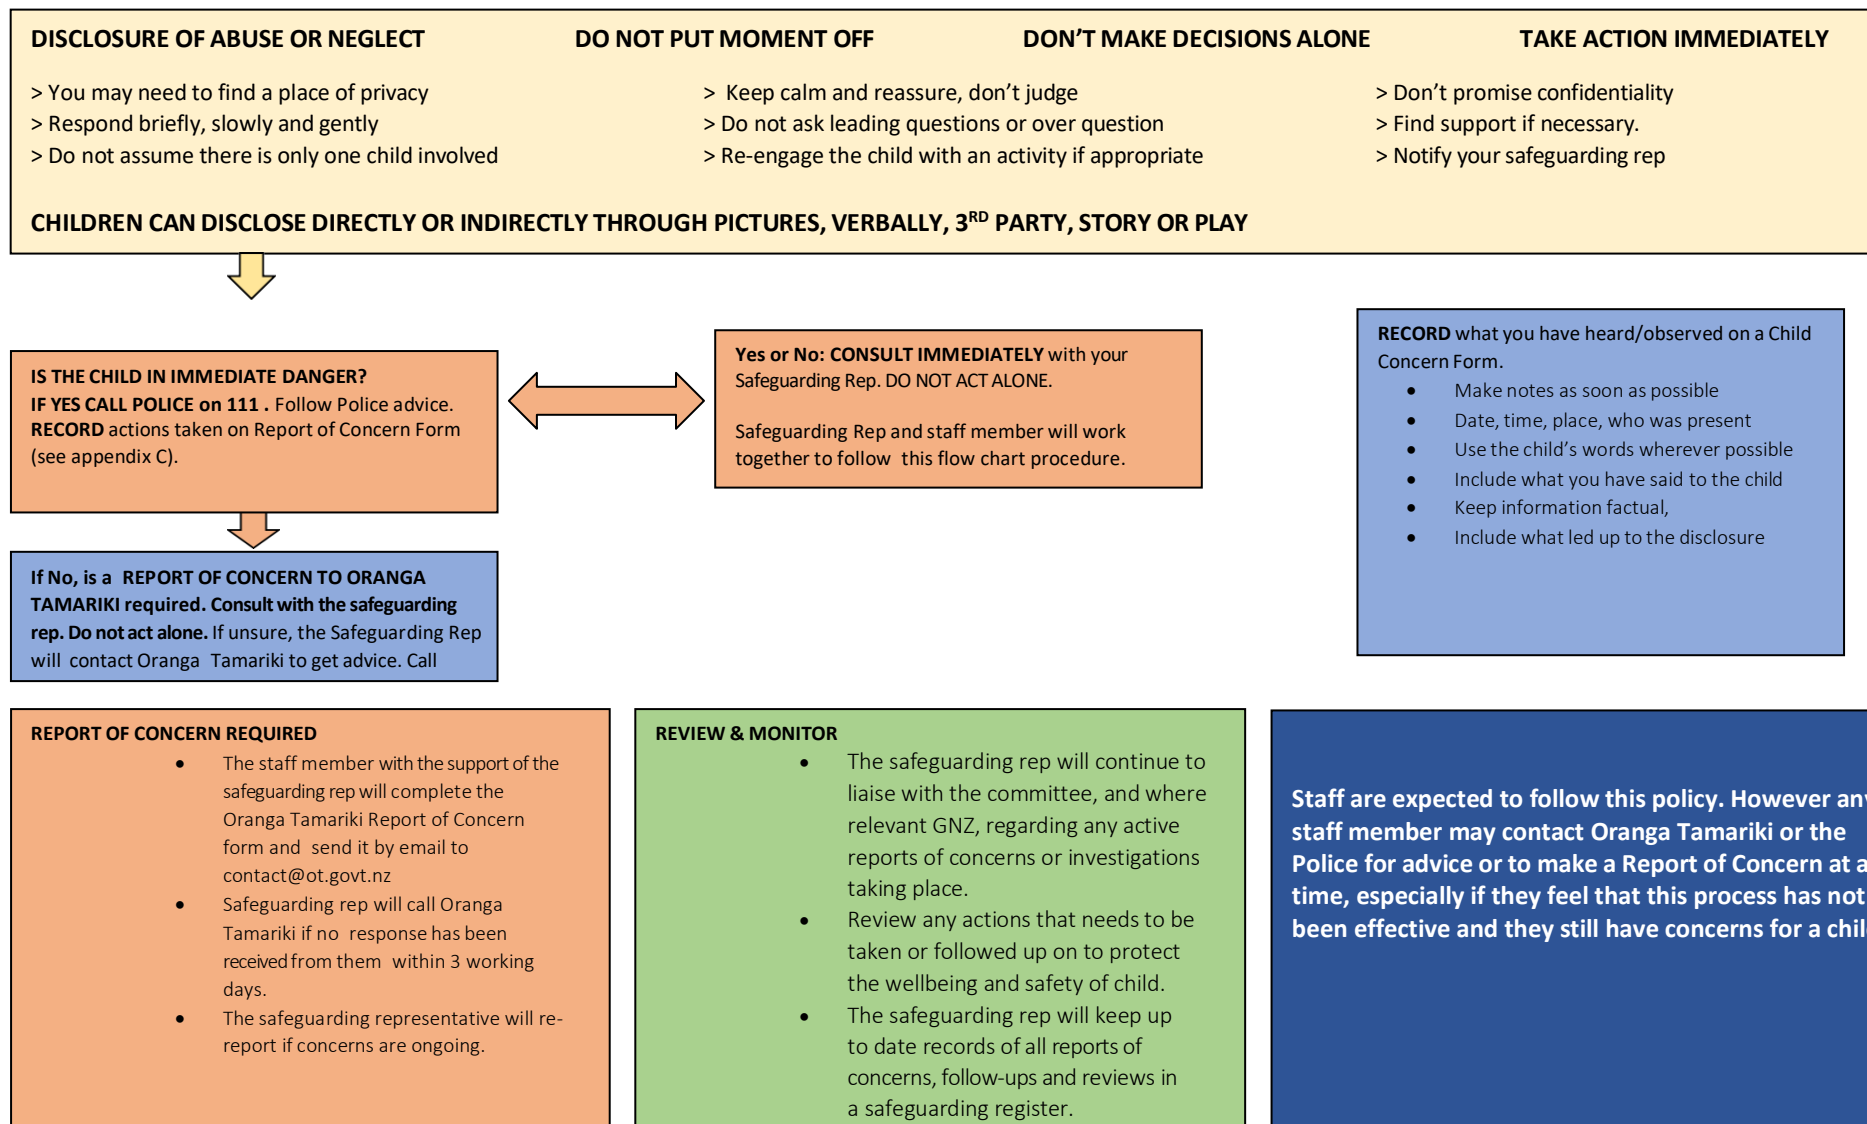 DISCLOSURE OF ABUSE OR NEGLECT DO NOT PUT MOMENT OFF DON’T MAKE DECISIONS ALONE TAKE ACTION IMMEDIATELY
> You may need to find a place of privacy > Keep calm and reassure, don’t judge > Don’t promise confidentiality
> Respond briefly, slowly and gently > Do not ask leading questions or over question > Find support if necessary.
> Do not assume there is only one child involved > Re-engage the child with an activity if appropriate > Notify your safeguarding rep
CHILDREN CAN DISCLOSE DIRECTLY OR INDIRECTLY THROUGH PICTURES, VERBALLY, 3RD PARTY, STORY OR PLAY
IS THE CHILD IN IMMEDIATE DANGER?
IF YES CALL POLICE on 111 . Follow Police advice.
RECORD actions taken on Report of Concern Form
(see appendix C).
Yes or No: CONSULT IMMEDIATELY with your
Safeguarding Rep. DO NOT ACT ALONE.
Safeguarding Rep and staff member will work
together to follow this flow chart procedure.
RECORD what you have heard/observed on a Child
Concern Form.
• Make notes as soon as possible
• Date, time, place, who was present
• Use the child’s words wherever possible
• Include what you have said to the child
• Keep information factual,
• Include what led up to the disclosure
If No, is a REPORT OF CONCERN TO ORANGA
TAMARIKI required. Consult with the safeguarding
rep. Do not act alone. If unsure, the Safeguarding Rep
will contact Oranga Tamariki to get advice. Call
REPORT OF CONCERN REQUIRED
• The staff member with the support of the
safeguarding rep will complete the
Oranga Tamariki Report of Concern
form and send it by email to
contact@ot.govt.nz
• Safeguarding rep will call Oranga
Tamariki if no response has been
received from them within 3 working
days.
• The safeguarding representative will re-
report if concerns are ongoing.
REVIEW & MONITOR
• The safeguarding rep will continue to
liaise with the committee, and where
relevant GNZ, regarding any active
reports of concerns or investigations
taking place.
• Review any actions that needs to be
taken or followed up on to protect
the wellbeing and safety of child.
• The safeguarding rep will keep up
to date records of all reports of
concerns, follow-ups and reviews in
a safeguarding register.
Staff are expected to follow this policy. However any
staff member may contact Oranga Tamariki or the
Police for advice or to make a Report of Concern at a
time, especially if they feel that this process has not
been effective and they still have concerns for a chil